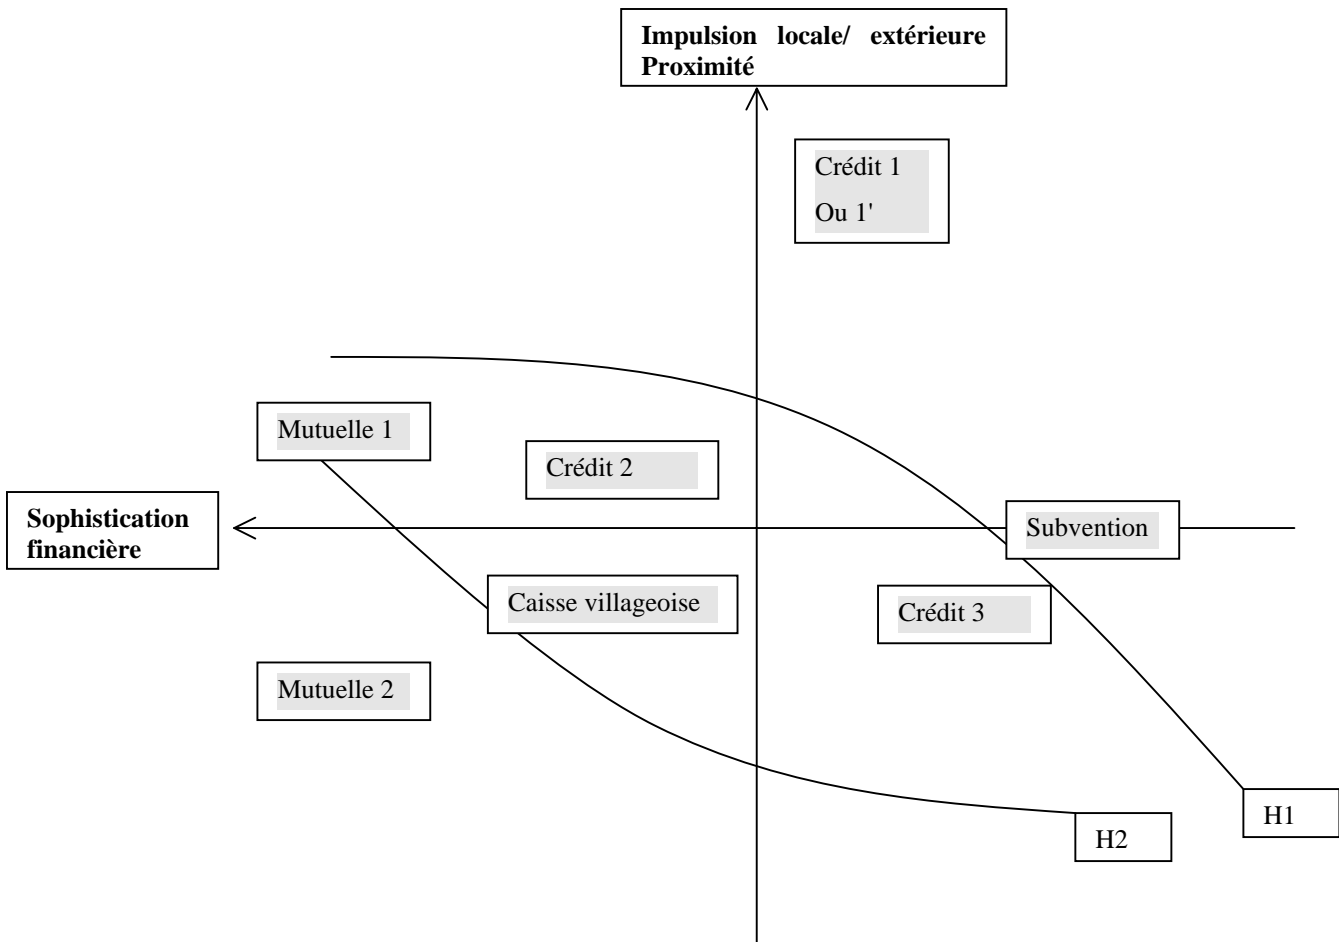 Impulsion locale/ extérieure
Proximité
Crédit 1
Ou 1'
Mutuelle 1
Crédit 2
Sophistication
financière
Subvention
Caisse villageoise
Crédit 3
Mutuelle 2
H1
H2